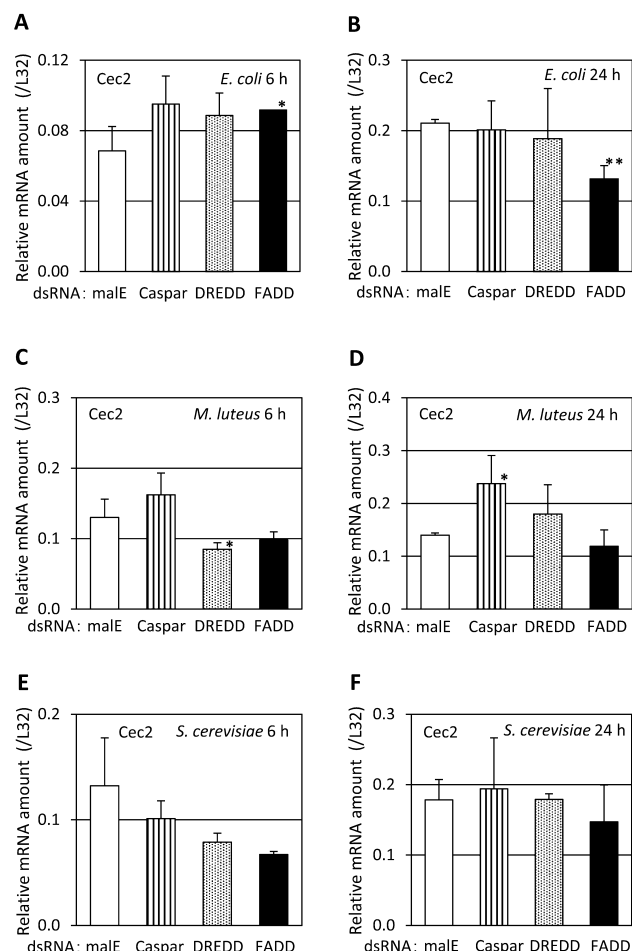 A
Relative mRNA amount (/L32)
0.12
0.08
0.04
0.00
Cec2
E. coli 6 h
*
dsRNA: malE Caspar DREDD FADD
B
Relative mRNA amount (/L32)
0.3
0.2
0.1
0.0
Cec2
E. coli 24 h
**
dsRNA: malE Caspar DREDD FADD
C
Relative mRNA amount (/L32)
0.3
0.2
0.1
0.0
Cec2
M. luteus 6 h
*
dsRNA: malE Caspar DREDD FADD
D
Relative mRNA amount (/L32)
0.4
0.3
0.2
0.1
0.0
Cec2
M. luteus 24 h
*
dsRNA: malE Caspar DREDD FADD
E
Relative mRNA amount (/L32)
0.2
0.1
0.0
Cec2
S. cerevisiae 6 h
dsRNA: malE Caspar DREDD FADD
F
Relative mRNA amount (/L32)
0.3
0.2
0.1
0.0
Cec2
S. cerevisiae 24 h
dsRNA: malE Caspar DREDD FADD